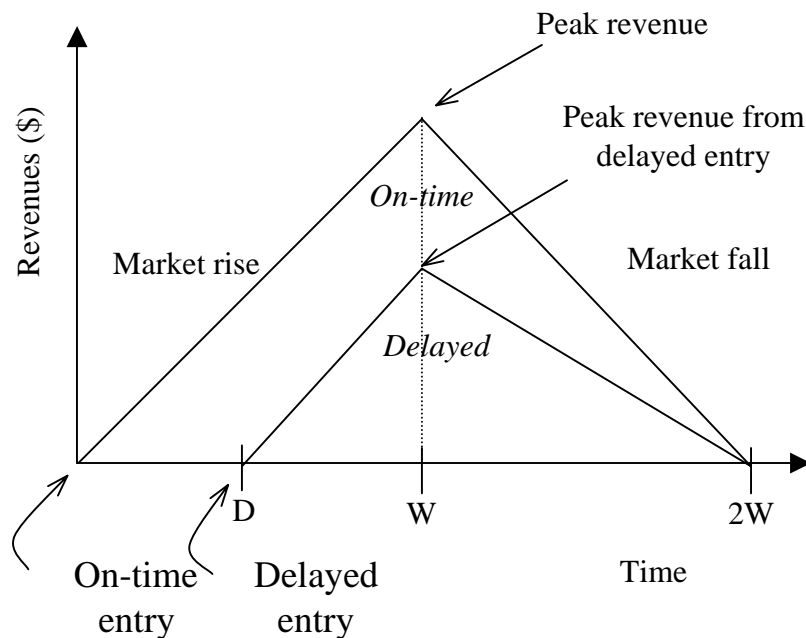 Peak revenue
Peak revenue from
delayed entry
Revenues ($)
On-time
Market rise
Market fall
Delayed
D
W
2W
On-time
entry
Delayed
entry
Time